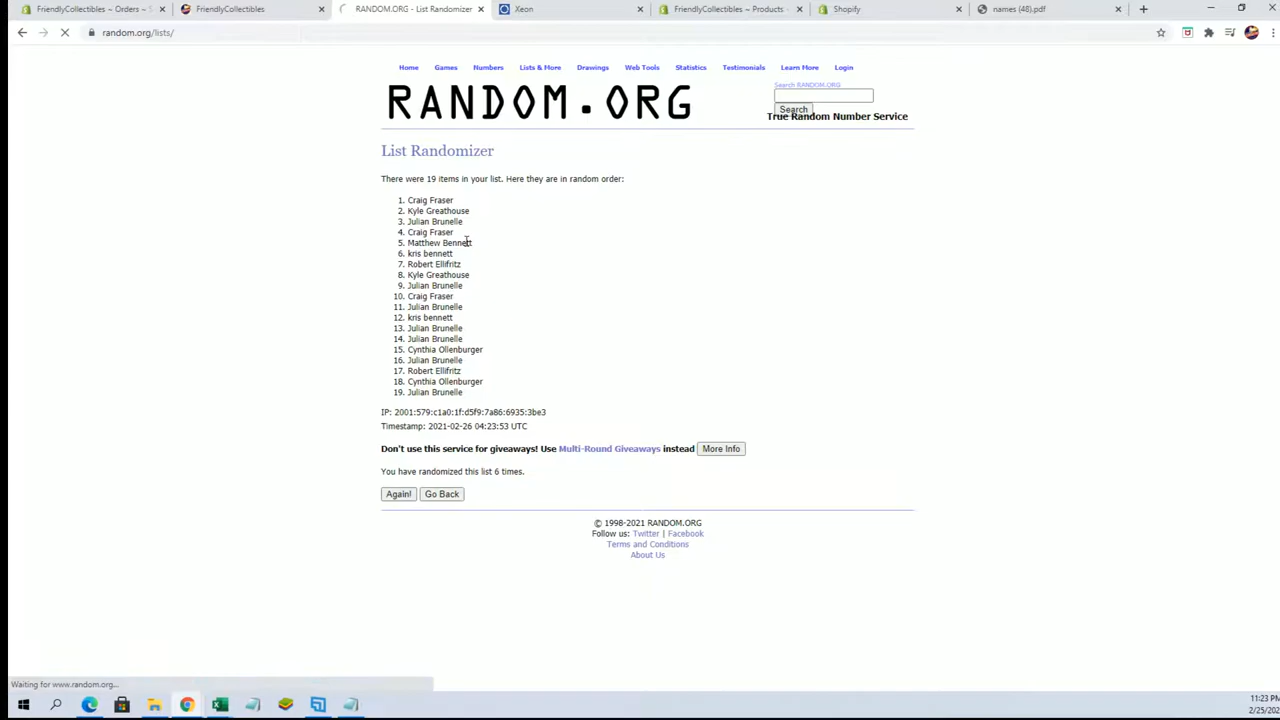 FriendlyCollectibles ~ Orders ~ S
FriendlyCollectibles
RANDOM.ORG - List Randomizer
Xeon
FriendlyCollectibles ~ Products ~
Shopify
names (48).pdf
random.org/lists/
Home Games Numbers Lists & More Drawings Web Tools Statistics Testimonials Learn More Login
Search RANDOM.ORG
RANDOM.ORG
Search
True Random Number Service
List Randomizer
There were 19 items in your list. Here they are in random order:
1. Craig Fraser
2. Kyle Greathouse
3. Julian Brunelle
4. Craig Fraser
5. Matthew Bennett
6. kris bennett
7. Robert Ellifritz
8. Kyle Greathouse
9. Julian Brunelle
10. Craig Fraser
11. Julian Brunelle
12. kris bennett
13. Julian Brunelle
14. Julian Brunelle
15. Cynthia Ollenburger
16. Julian Brunelle
17. Robert Ellifritz
18. Cynthia Ollenburger
19. Julian Brunelle
IP: 2001:579:c1a0:1f:d5f9:7a86:6935:3be3
Timestamp: 2021-02-26 04:23:53 UTC
Don't use this service for giveaways! Use Multi-Round Giveaways instead More Info
You have randomized this list 6 times.
Again! Go Back
© 1998-2021 RANDOM.ORG
Follow us: Twitter | Facebook
Terms and Conditions
About Us
Waiting for www.random.org...
11:23 PM
2/25/202